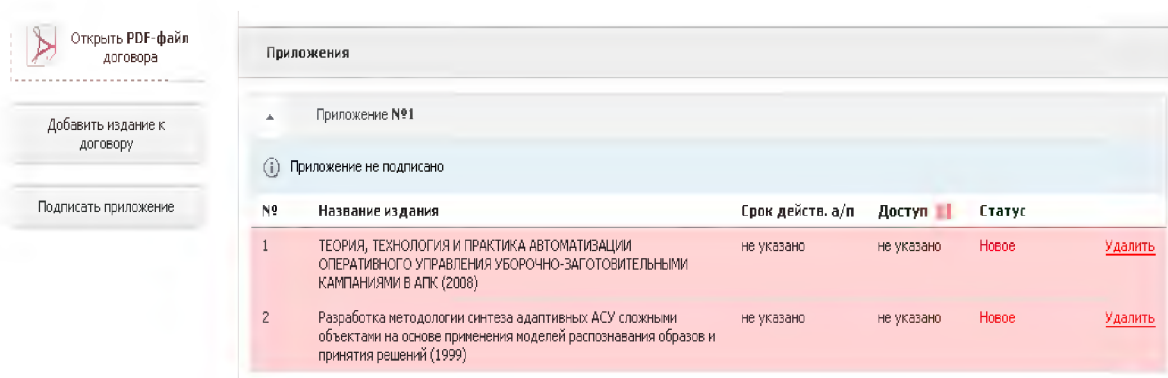 Открыть PDF-файл
договора
Добавить издание к
договору
Подписать приложение
Приложения
Приложение №1
Приложение не подписано
№ Название издания Срок действ. а/п Доступ Статус
1 ТЕОРИЯ, ТЕХНОЛОГИЯ И ПРАКТИКА АВТОМАТИЗАЦИИ не указано не указано Новое Удалить
ОПЕРАТИВНОГО УПРАВЛЕНИЯ УБОРОЧНО-ЗАГОТОВИТЕЛЬНЫМИ
КАМПАНИЯМИ В АПК (2008)
2 Разработка методологии синтеза адаптивных АСУ сложными не указано не указано Новое Удалить
объектами на основе применения моделей распознавания образов и
принятия решений (1999)